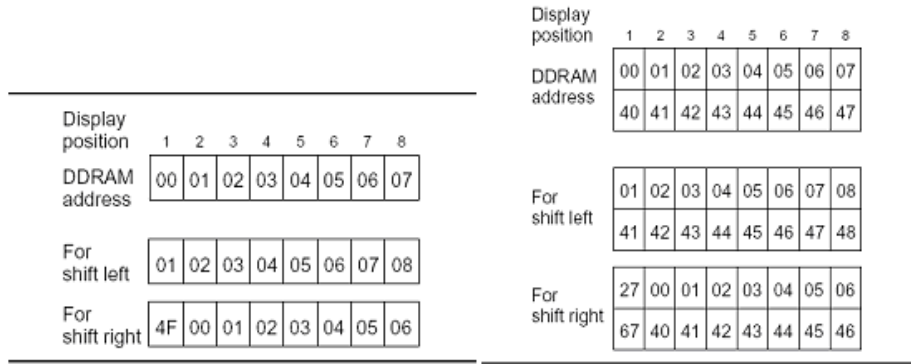 Display
position 1 2 3 4 5 6 7 8
DDRAM
address 00 01 02 03 04 05 06 07
For
shift left 01 02 03 04 05 06 07 08
For
shift right 4F 00 01 02 03 04 05 06
Display
position 1 2 3 4 5 6 7 8
DDRAM
address
00 01 02 03 04 05 06 07
40 41 42 43 44 45 46 47
For
shift left
01 02 03 04 05 06 07 08
41 42 43 44 45 46 47 48
For
shift right
27 00 01 02 03 04 05 06
67 40 41 42 43 44 45 46